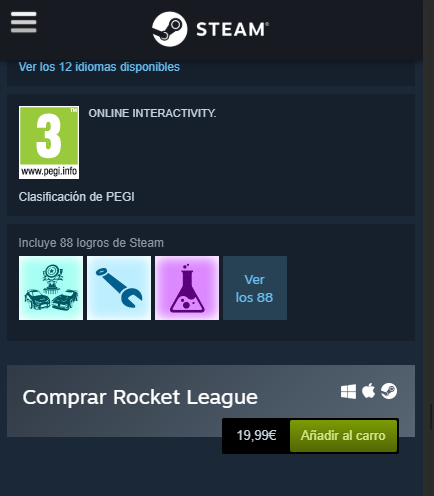 STEAM®
Ver los 12 idiomas disponibles
3
™
www.pegi.info
ONLINE INTERACTIVITY.
Clasificación de PEGI
Incluye 88 logros de Steam
Ver
los 88
Comprar Rocket League
19,99€
Añadir al carro